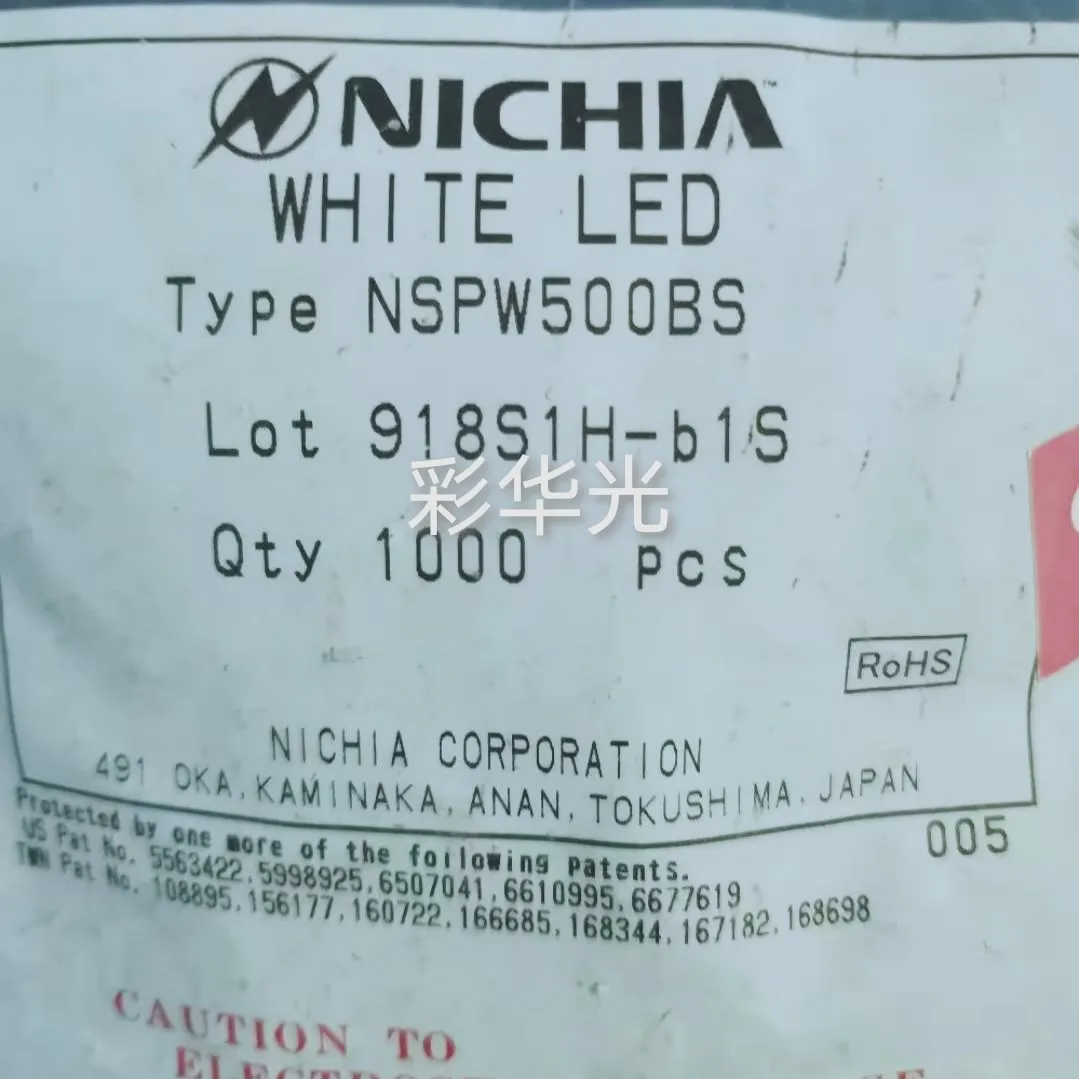 NICHIA™
WHITE LED
Type NSPW500BS
Lot 918S1H-b1S
彩华光
Qty 1000 pcs
RoHS
NICHIA CORPORATION
491 OKA, KAMINAKA, ANAN, TOKUSHIMA, JAPAN
005
Protected by one more of the following patents.
US Pat No. 5563422,5998925,6507041,6610995,6677619
TWN Pat No. 108895,156177,160722,166685,168344,167182,168698
CAUTION TO